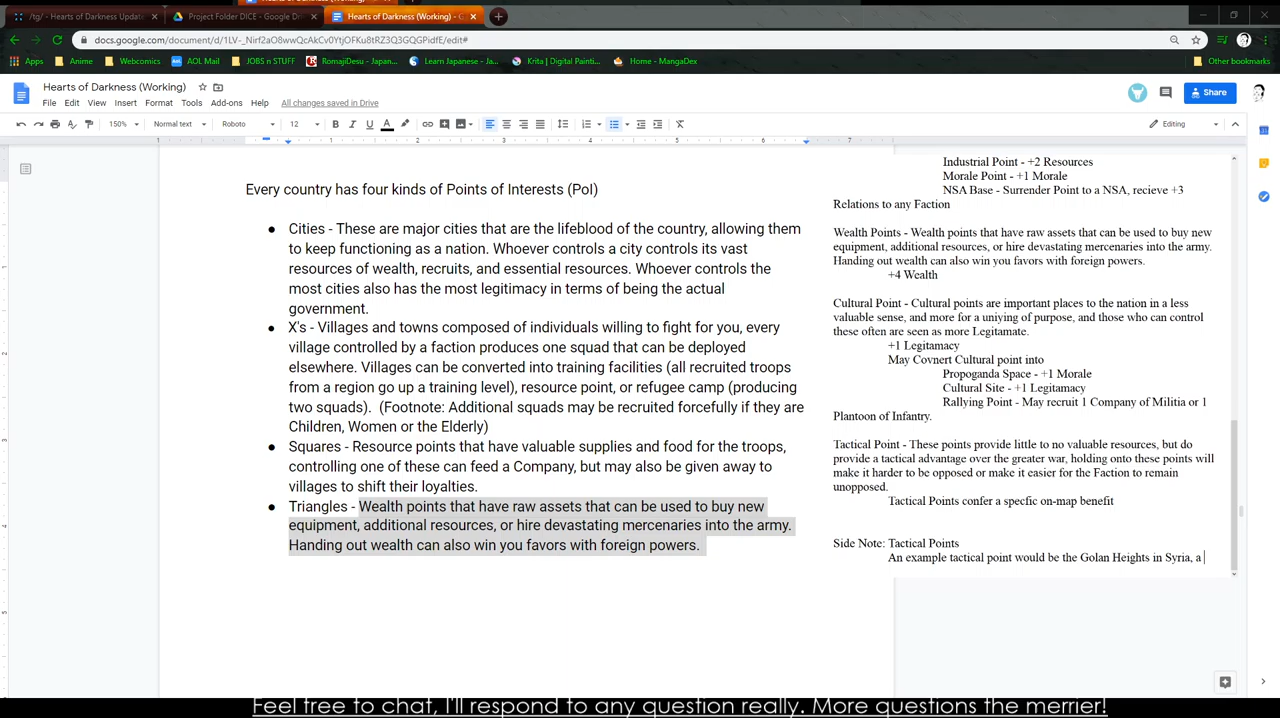 /tg/ - Hearts of Darkness Updat
Project Folder DICE - Google Dri
Hearts of Darkness (Working) - G
docs.google.com/document/d/1LV-_Nirf2aO8wwQcAkCv0YtjOFKu8tRZ3Q3GQGPidfE/edit#
Apps
Anime
Webcomics
AOL Mail
JOBS n STUFF
RomajiDesu - Japan...
Learn Japanese - Ja...
Krita | Digital Painti...
Home - MangaDex
Other bookmarks
Hearts of Darkness (Working)
File Edit View Insert Format Tools Add-ons Help All changes saved in Drive
Share
150% Normal text Roboto 12 B I U A Editing
1 1 2 3 4 5 6 7
Every country has four kinds of Points of Interests (PoI)
● Cities - These are major cities that are the lifeblood of the country, allowing them
to keep functioning as a nation. Whoever controls a city controls its vast
resources of wealth, recruits, and essential resources. Whoever controls the
most cities also has the most legitimacy in terms of being the actual
government.
● X's - Villages and towns composed of individuals willing to fight for you, every
village controlled by a faction produces one squad that can be deployed
elsewhere. Villages can be converted into training facilities (all recruited troops
from a region go up a training level), resource point, or refugee camp (producing
two squads).  (Footnote: Additional squads may be recruited forcefully if they are
Children, Women or the Elderly)
● Squares - Resource points that have valuable supplies and food for the troops,
controlling one of these can feed a Company, but may also be given away to
villages to shift their loyalties.
● Triangles - Wealth points that have raw assets that can be used to buy new
equipment, additional resources, or hire devastating mercenaries into the army.
Handing out wealth can also win you favors with foreign powers.
Industrial Point - +2 Resources
Morale Point - +1 Morale
NSA Base - Surrender Point to a NSA, recieve +3
Relations to any Faction
Wealth Points - Wealth points that have raw assets that can be used to buy new
equipment, additional resources, or hire devastating mercenaries into the army.
Handing out wealth can also win you favors with foreign powers.
+4 Wealth
Cultural Point - Cultural points are important places to the nation in a less
valuable sense, and more for a uniying of purpose, and those who can control
these often are seen as more Legitamate.
+1 Legitamacy
May Covnert Cultural point into
Propoganda Space - +1 Morale
Cultural Site - +1 Legitamacy
Rallying Point - May recruit 1 Company of Militia or 1
Plantoon of Infantry.
Tactical Point - These points provide little to no valuable resources, but do
provide a tactical advantage over the greater war, holding onto these points will
make it harder to be opposed or make it easier for the Faction to remain
unopposed.
Tactical Points confer a specfic on-map benefit
Side Note: Tactical Points
An example tactical point would be the Golan Heights in Syria, a
Feel free to chat, I'll respond to any question really. More questions the merrier!